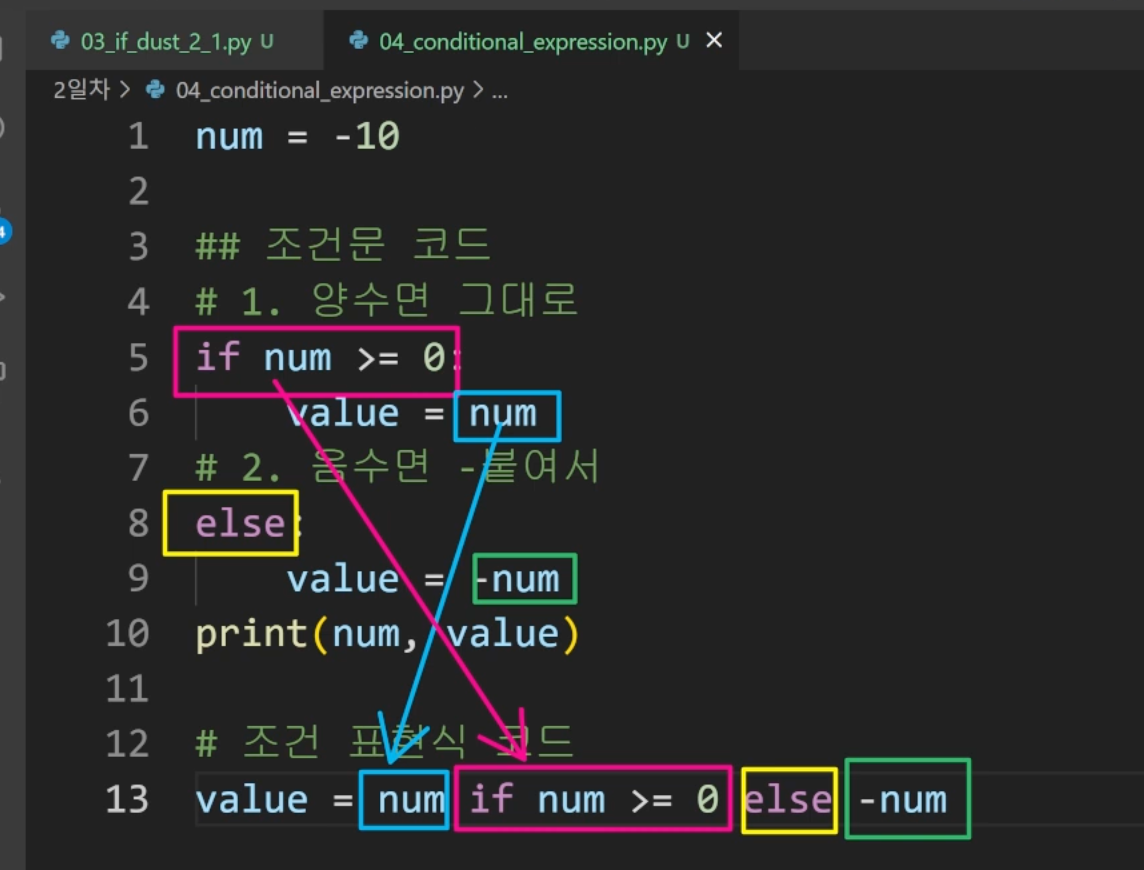 03_if_dust_2_1.py U 04_conditional_expression.py U ×
2일차 > 04_conditional_expression.py > ...
1 num = -10
2
3 ## 조건문 코드
4 # 1. 양수면 그대로
5 if num >= 0:
6 value = num
7 # 2. 음수면 -붙여서
8 else:
9 value = -num
10 print(num, value)
11
12 # 조건 표현식 코드
13 value = num if num >= 0 else -num